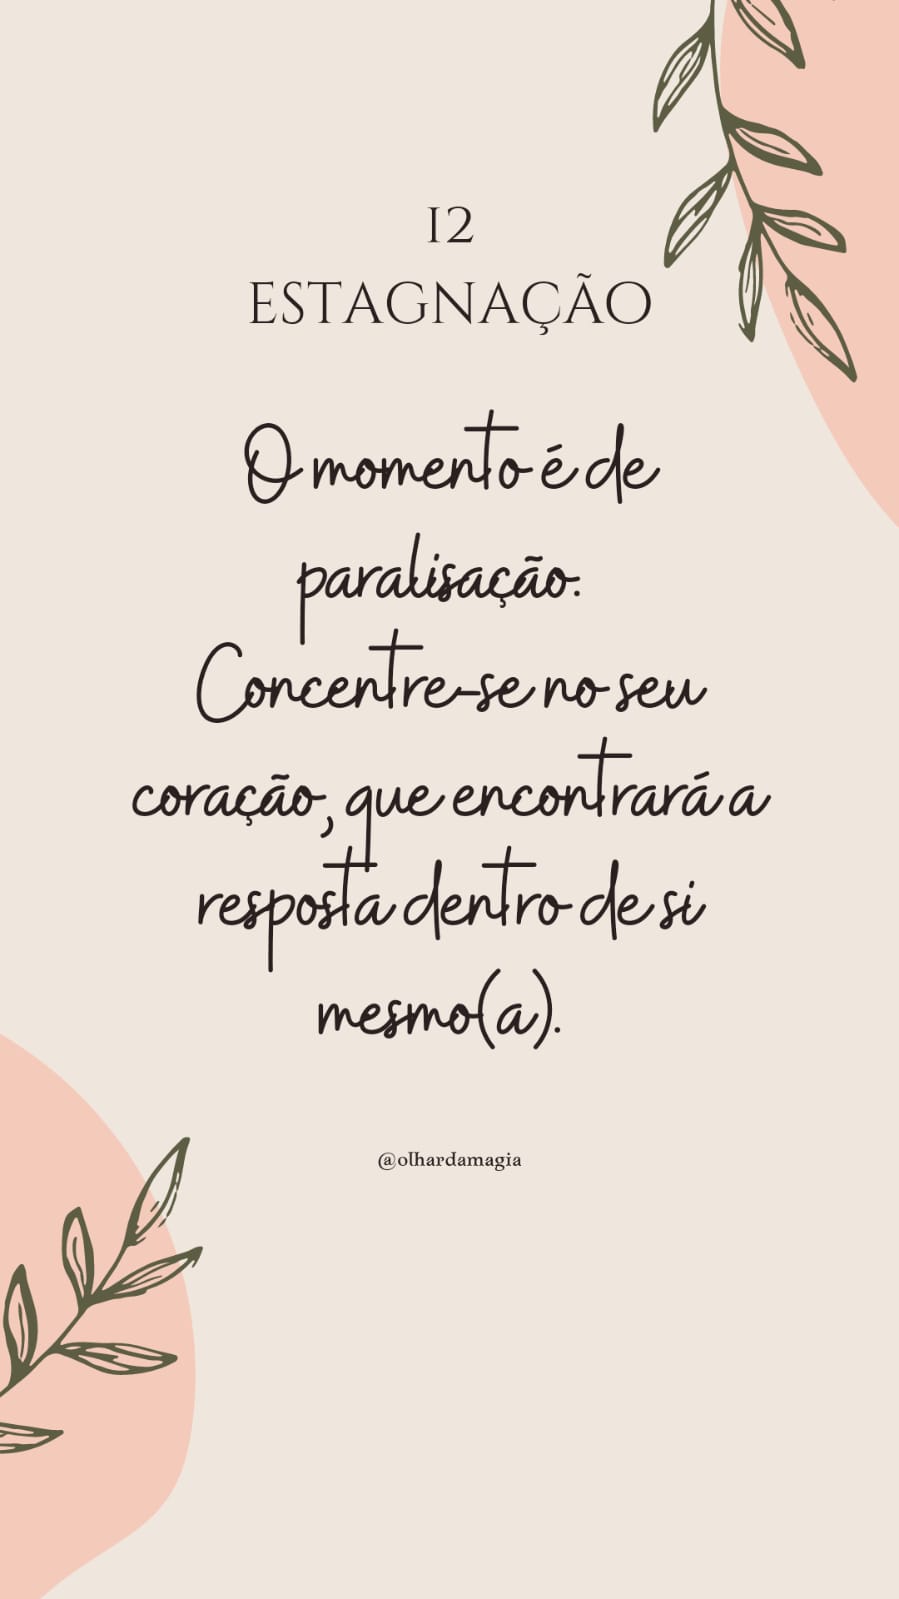 12
ESTAGNAÇÃO
O momento é de
paralisação.
Concentre-se no seu
coração, que encontrará a
resposta dentro de si
mesmo(a).
@olhardamagia